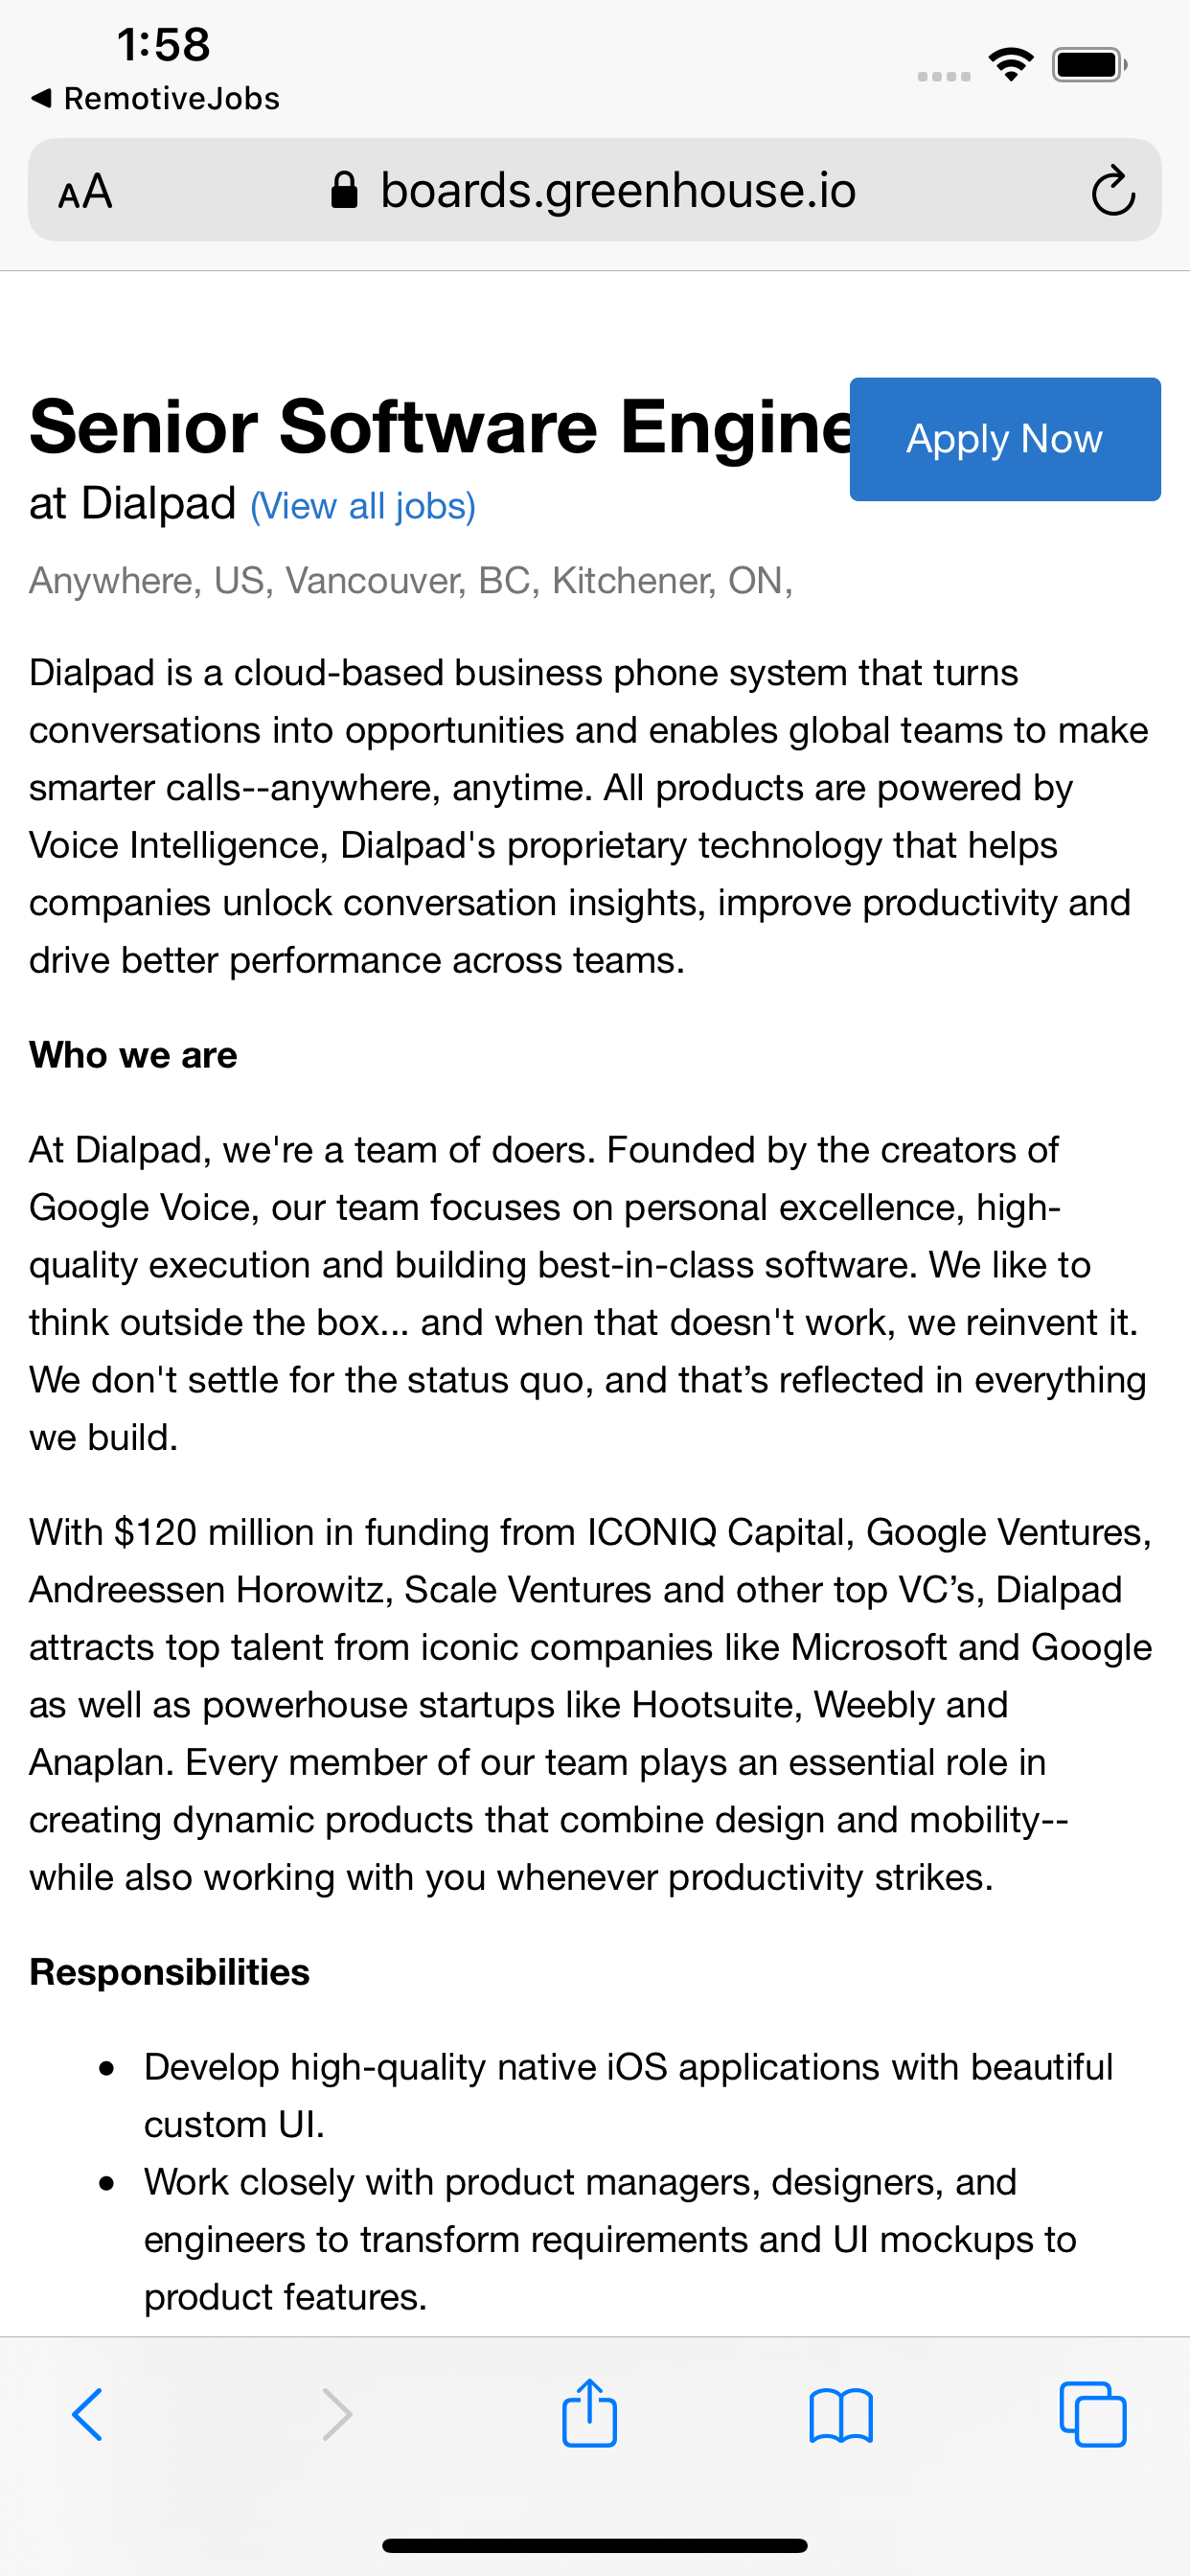 1:58
◀ RemotiveJobs
AA boards.greenhouse.io
Senior Software Engine
Apply Now
at Dialpad (View all jobs)
Anywhere, US, Vancouver, BC, Kitchener, ON,
Dialpad is a cloud-based business phone system that turns
conversations into opportunities and enables global teams to make
smarter calls--anywhere, anytime. All products are powered by
Voice Intelligence, Dialpad's proprietary technology that helps
companies unlock conversation insights, improve productivity and
drive better performance across teams.
Who we are
At Dialpad, we're a team of doers. Founded by the creators of
Google Voice, our team focuses on personal excellence, high-
quality execution and building best-in-class software. We like to
think outside the box... and when that doesn't work, we reinvent it.
We don't settle for the status quo, and that’s reflected in everything
we build.
With $120 million in funding from ICONIQ Capital, Google Ventures,
Andreessen Horowitz, Scale Ventures and other top VC’s, Dialpad
attracts top talent from iconic companies like Microsoft and Google
as well as powerhouse startups like Hootsuite, Weebly and
Anaplan. Every member of our team plays an essential role in
creating dynamic products that combine design and mobility--
while also working with you whenever productivity strikes.
Responsibilities
● Develop high-quality native iOS applications with beautiful
custom UI.
● Work closely with product managers, designers, and
engineers to transform requirements and UI mockups to
product features.